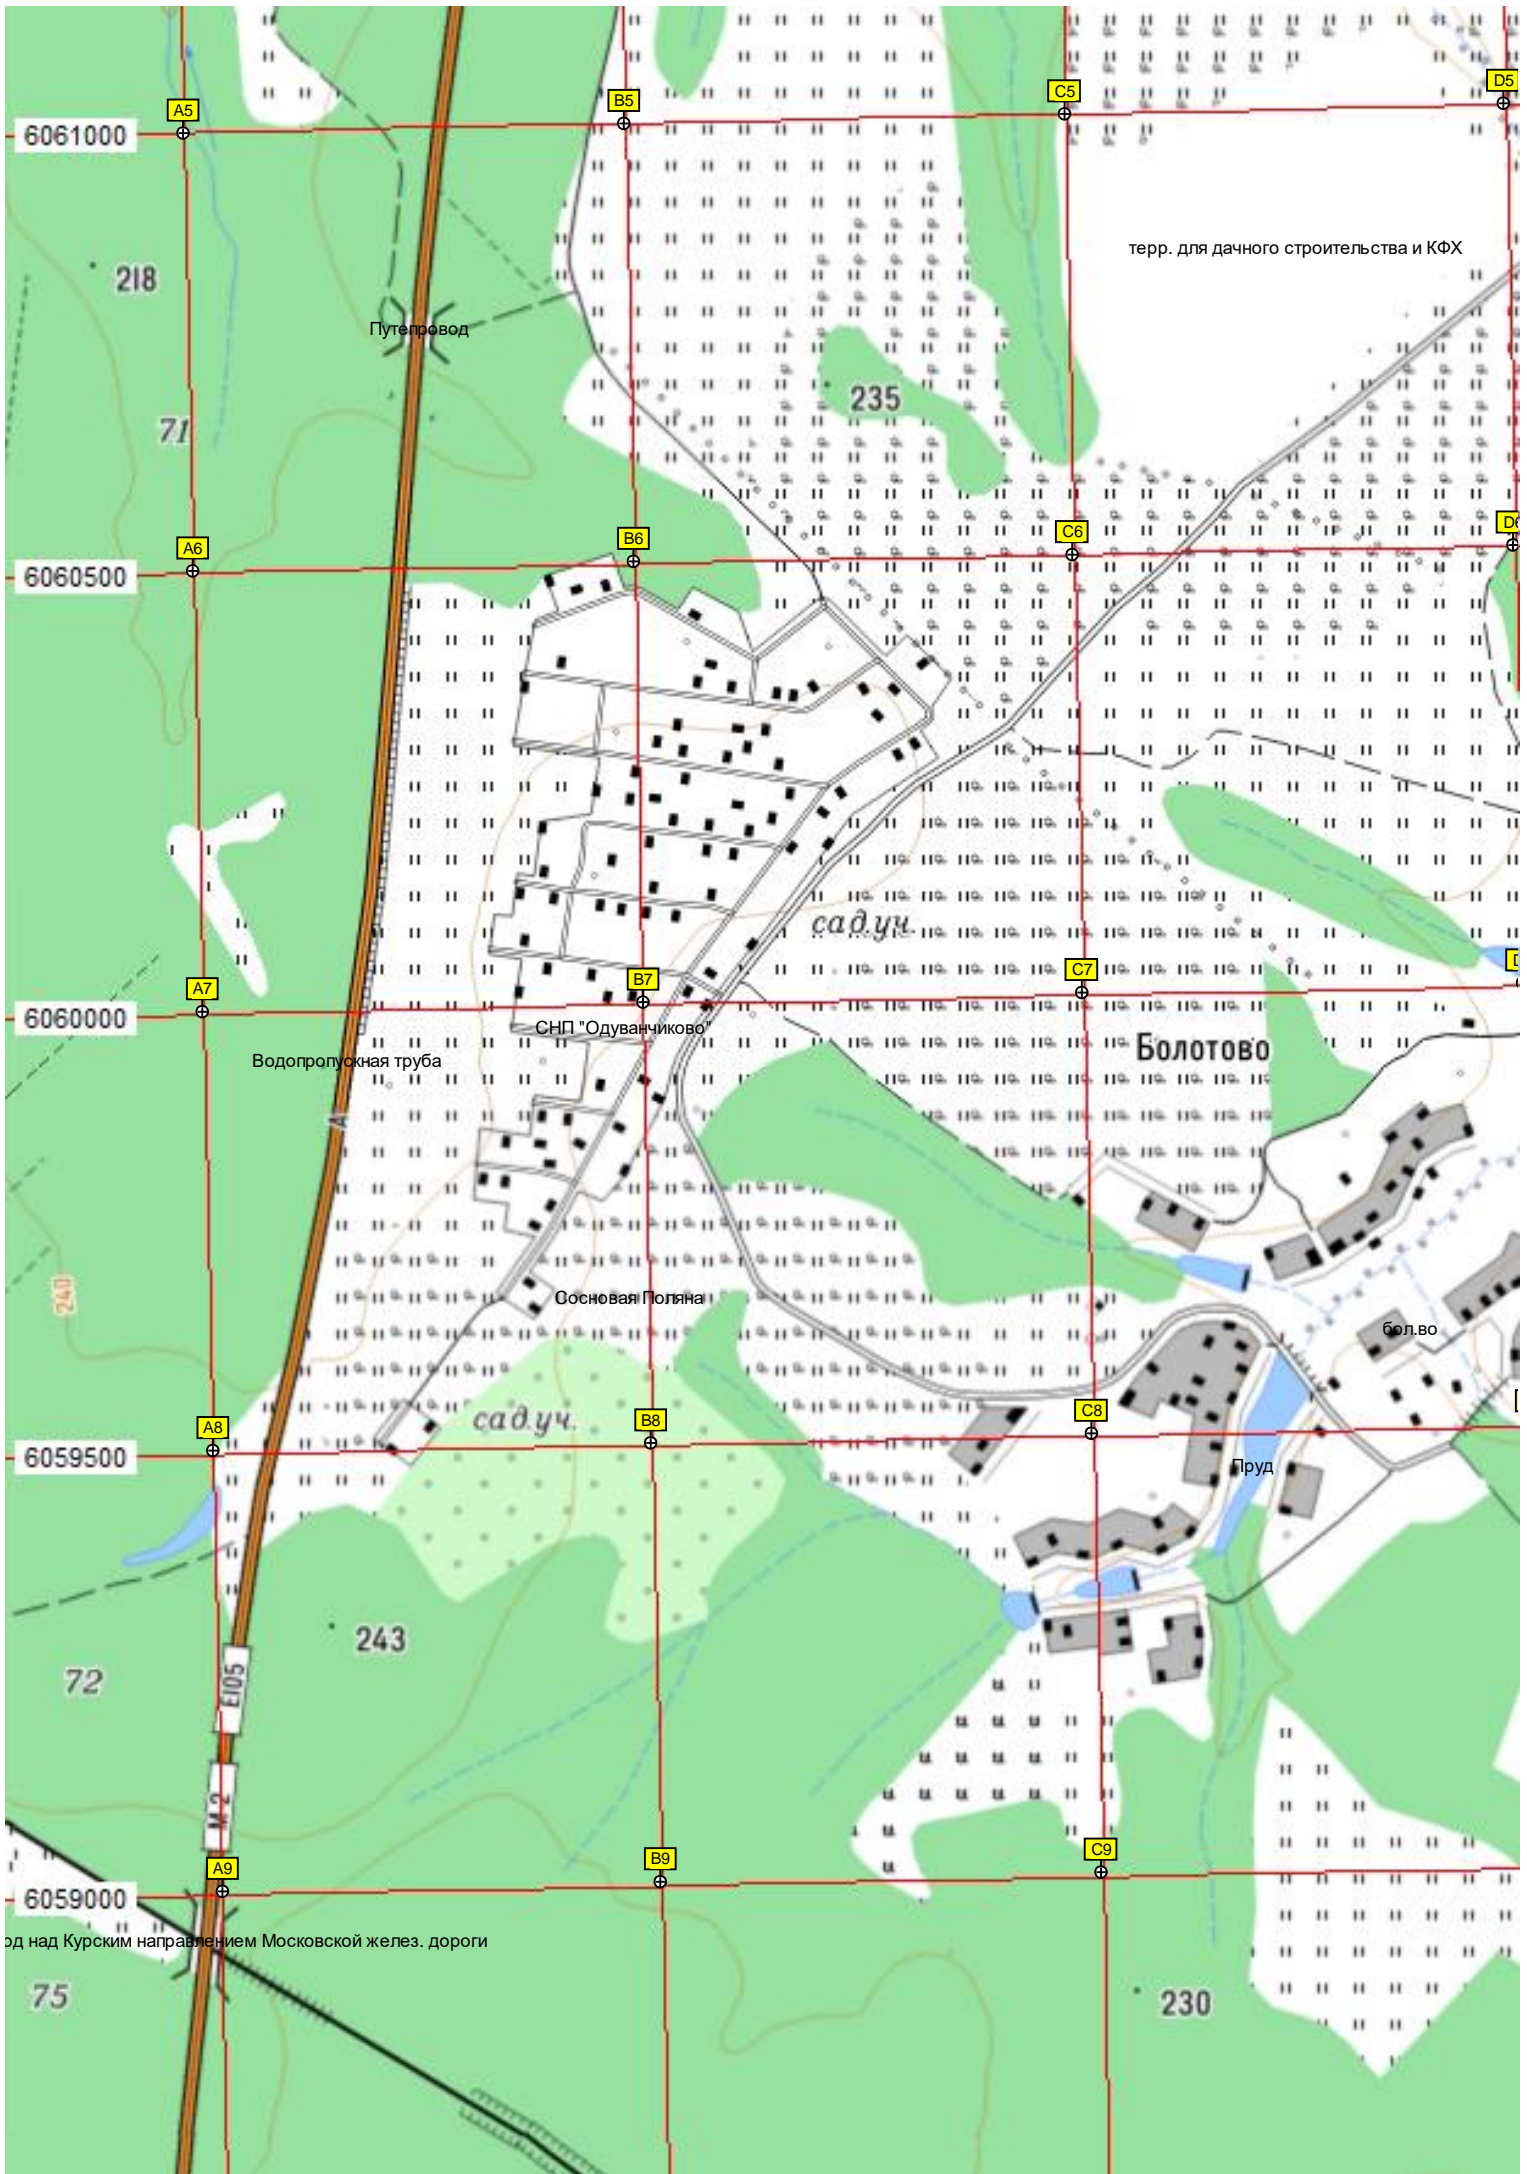 D5
C5
B5
A5
6061000
терр. для дачного строительства и КФХ
218
Путепровод
235
71
C6
B6
A6
6060500
сад.уч.
C7
B7
A7
6060000
СНП "Одуванчиково"
Болотово
Водопропускная труба
А
240
Сосновая Поляна
бол.во
C8
B8
A8
сад.уч.
6059500
Пруд
243
72
E105
М 2
C9
B9
A9
6059000
од над Курским направлением Московской желез. дороги
75
230